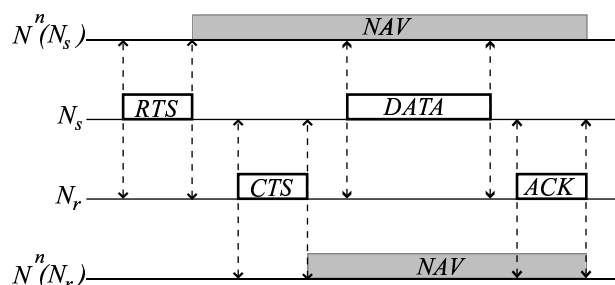 N^n(N_s) NAV
N_s RTS DATA
N_r CTS ACK
N^n(N_r) NAV